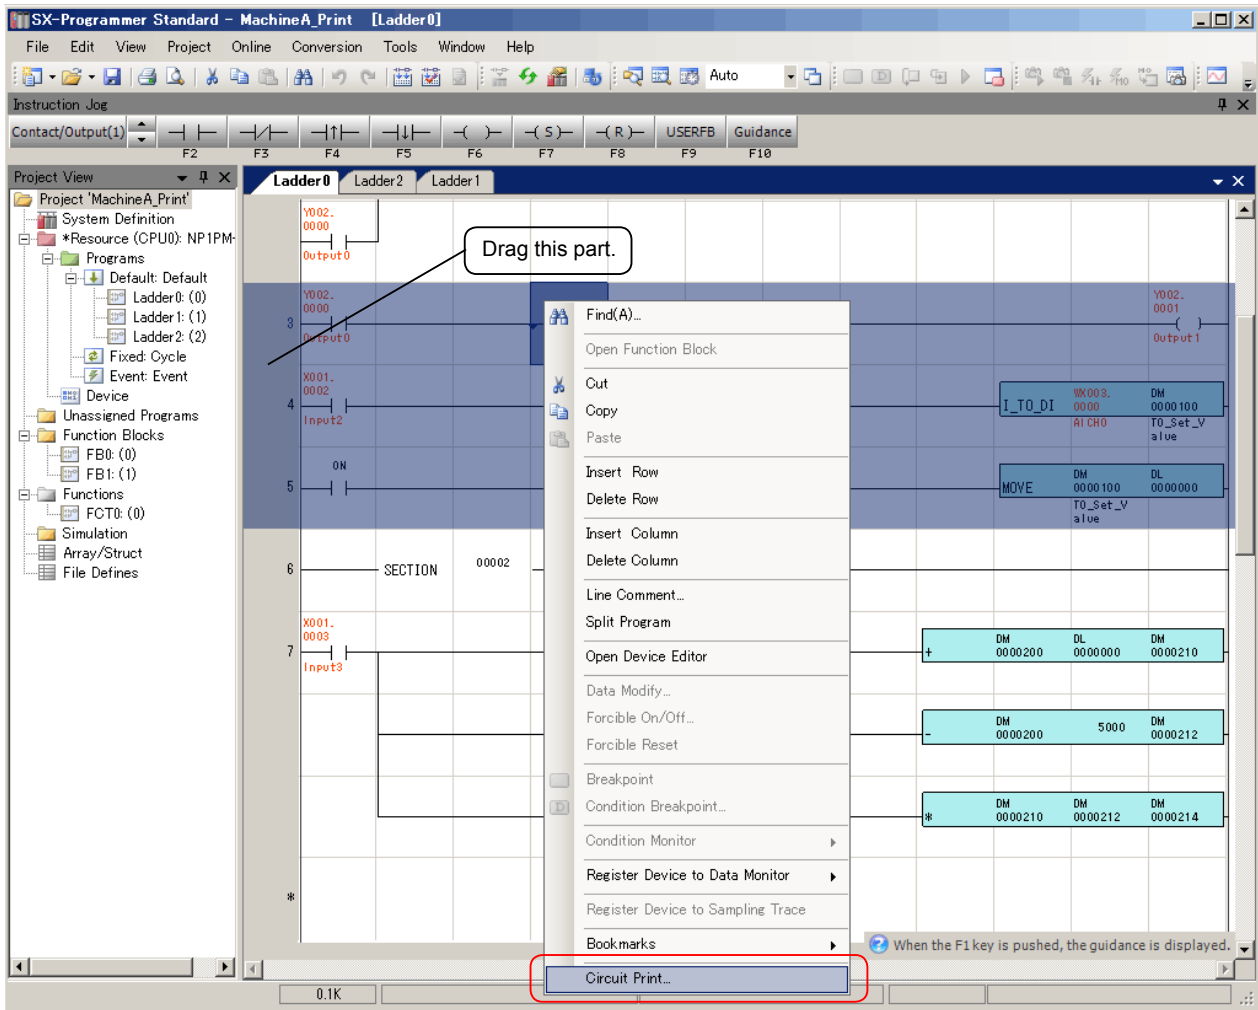 SX-Programmer Standard - MachineA_Print [Ladder0]
File Edit View Project Online Conversion Tools Window Help
Auto
Instruction Jog
Contact/Output(1) USERFB Guidance
F2 F3 F4 F5 F6 F7 F8 F9 F10
Project View
Project 'MachineA_Print'
System Definition
*Resource (CPU0): NP1PM-
Programs
Default: Default
Ladder0: (0)
Ladder1: (1)
Ladder2: (2)
Fixed: Cycle
Event: Event
Device
Unassigned Programs
Function Blocks
FB0: (0)
FB1: (1)
Functions
FCT0: (0)
Simulation
Array/Struct
File Defines
Ladder0 Ladder2 Ladder1
Y002.
0000
Output0
Drag this part.
3
Y002.
0000
Output0
Y002.
0001
Output1
4
X001.
0002
Input2
I_TO_DI
WX003.
0000
AICH0
DM
0000100
TO_Set_V
alue
5
ON
MOVE
DM
0000100
TO_Set_V
alue
DL
0000000
6
SECTION 00002
7
X001.
0003
Input3
+
DM
0000200
DL
0000000
DM
0000210
-
DM
0000200
5000
DM
0000212
*
DM
0000210
DM
0000212
DM
0000214
*
Find(A)...
Open Function Block
Cut
Copy
Paste
Insert Row
Delete Row
Insert Column
Delete Column
Line Comment...
Split Program
Open Device Editor
Data Modify...
Forcible On/Off...
Forcible Reset
Breakpoint
Condition Breakpoint...
Condition Monitor
Register Device to Data Monitor
Register Device to Sampling Trace
Bookmarks
Circuit Print...
When the F1 key is pushed, the guidance is displayed.
0.1K